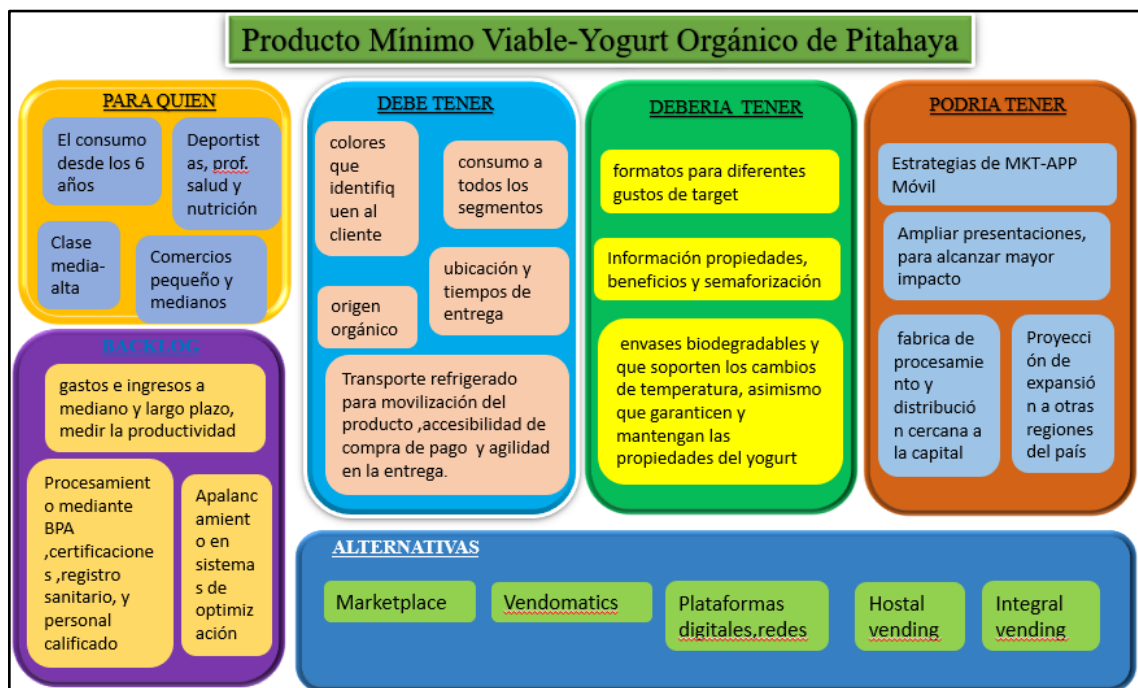 Producto Mínimo Viable-Yogurt Orgánico de Pitahaya
PARA QUIEN
El consumo
desde los 6
años
Deportist
as, prof.
salud y
nutrición
Clase
media-
alta
Comercios
pequeño y
medianos
DEBE TENER
colores
que
identifiq
uen al
cliente
consumo a
todos los
segmentos
origen
orgánico
ubicación y
tiempos de
entrega
Transporte refrigerado
para movilización del
producto ,accesibilidad de
compra de pago y agilidad
en la entrega.
DEBERIA TENER
formatos para diferentes
gustos de target
Información propiedades,
beneficios y semaforización
envases biodegradables y
que soporten los cambios
de temperatura, asimismo
que garanticen y
mantengan las
propiedades del yogurt
PODRIA TENER
Estrategias de MKT-APP
Móvil
Ampliar presentaciones,
para alcanzar mayor
impacto
fabrica de
procesamie
nto y
distribució
n cercana a
la capital
Proyecci
ón de
expansió
n a otras
regiones
del país
BACKLOG
gastos e ingresos a
mediano y largo plazo,
medir la productividad
Procesamient
o mediante
BPA
,certificacione
s ,registro
sanitario, y
personal
calificado
Apalanc
amient
o en
sistema
s de
optimiz
ación
ALTERNATIVAS
Marketplace
Vendomatics
Plataformas
digitales,redes
Hostal
vending
Integral
vending